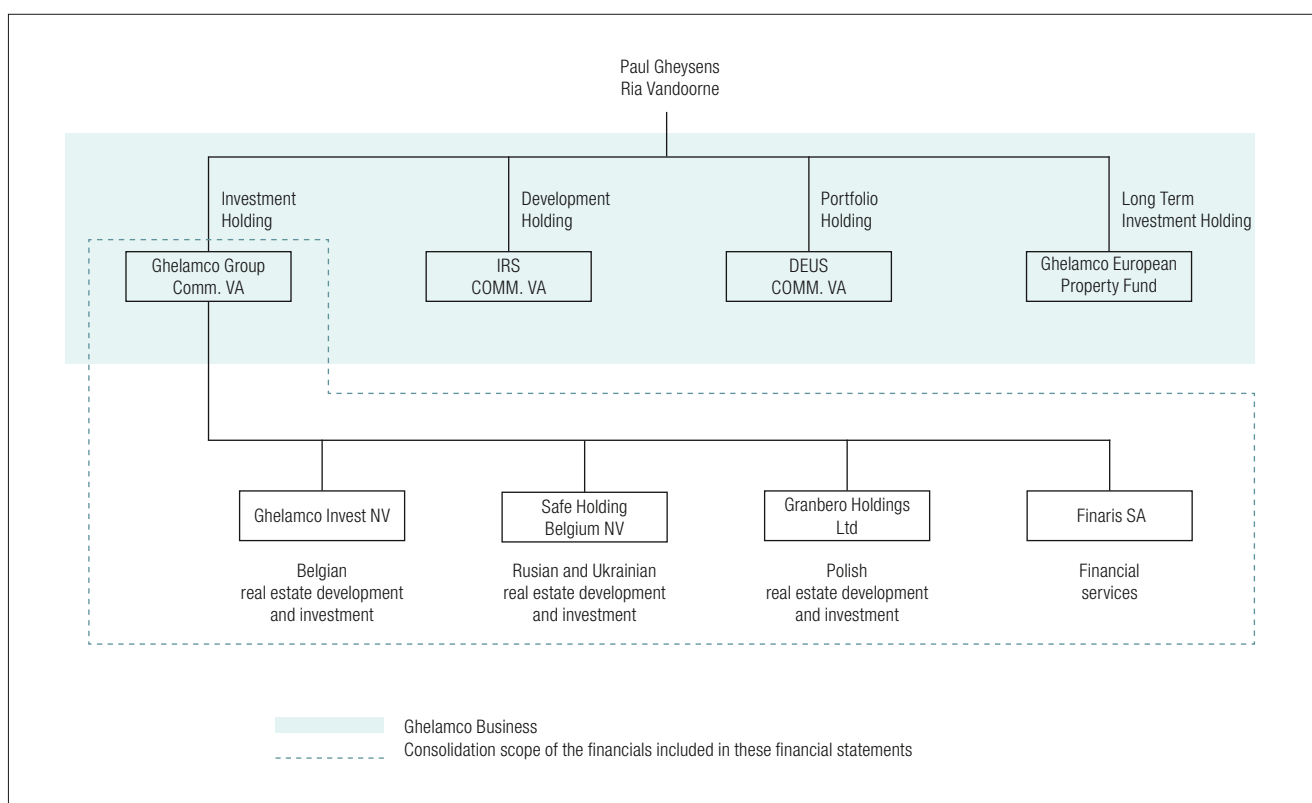 Paul Gheysens
Ria Vandoorne
Investment
Holding
Development
Holding
Portfolio
Holding
Long Term
Investment Holding
Ghelamco Group
Comm. VA
IRS
COMM. VA
DEUS
COMM. VA
Ghelamco European
Property Fund
Ghelamco Invest NV
Safe Holding
Belgium NV
Granbero Holdings
Ltd
Finaris SA
Belgian
real estate development
and investment
Rusian and Ukrainian
real estate development
and investment
Polish
real estate development
and investment
Financial
services
Ghelamco Business
Consolidation scope of the financials included in these financial statements